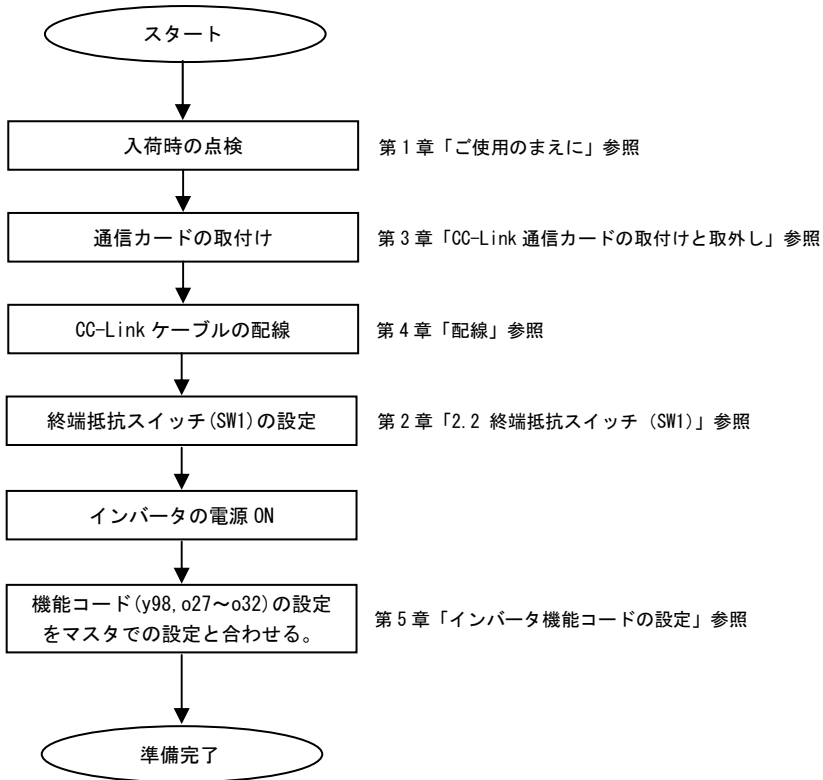 スタート
入荷時の点検
第1章「ご使用のまえに」参照
通信カードの取付け
第3章「CC-Link 通信カードの取付けと取外し」参照
CC-Link ケーブルの配線
第4章「配線」参照
終端抵抗スイッチ(SW1)の設定
第2章「2.2 終端抵抗スイッチ (SW1)」参照
インバータの電源 ON
機能コード(y98,o27～o32)の設定
をマスタでの設定と合わせる。
第5章「インバータ機能コードの設定」参照
準備完了